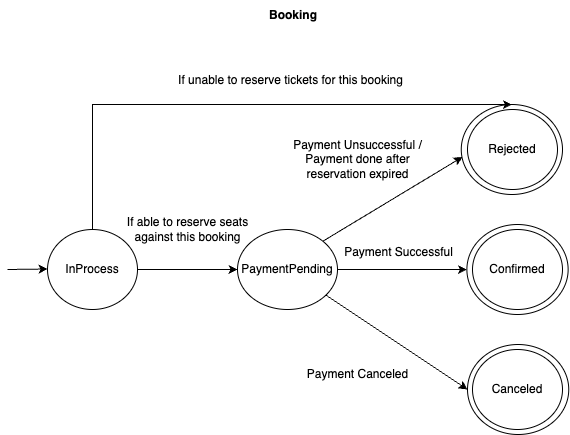 Booking
If unable to reserve tickets for this booking
Payment Unsuccessful /
Payment done after
reservation expired
Rejected
If able to reserve seats
against this booking
Payment Successful
InProcess
PaymentPending
Confirmed
Payment Canceled
Canceled